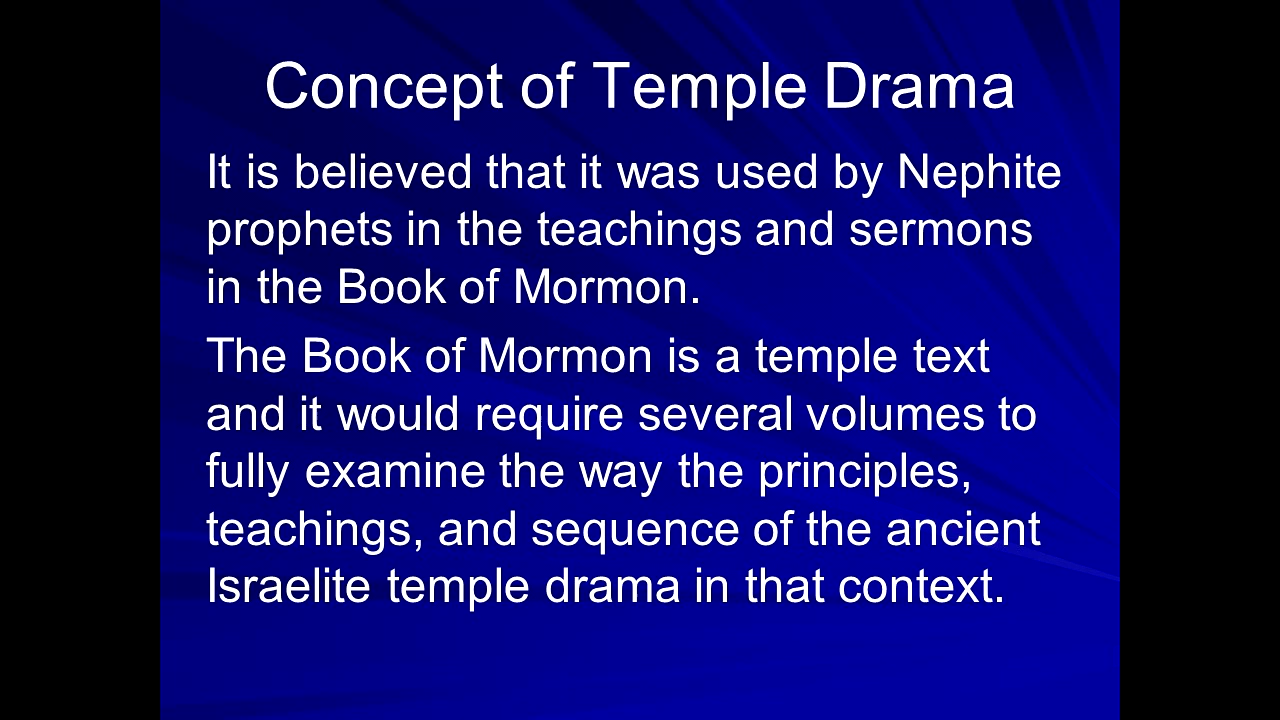 Concept of Temple Drama
It is believed that it was used by Nephite
prophets in the teachings and sermons
in the Book of Mormon.
The Book of Mormon is a temple text
and it would require several volumes to
fully examine the way the principles,
teachings, and sequence of the ancient
Israelite temple drama in that context.